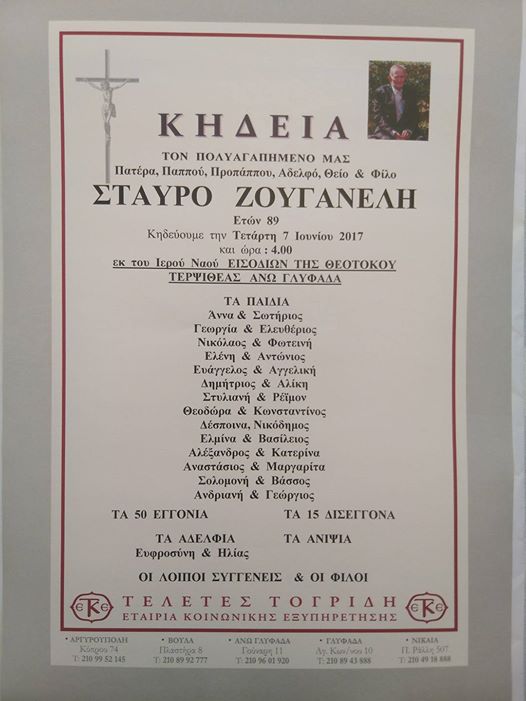 ΚΗΔΕΙΑ
ΤΟΝ ΠΟΛΥΑΓΑΠΗΜΕΝΟ ΜΑΣ
Πατέρα, Παππού, Προπάππου, Αδελφό, Θείο & Φίλο
ΣΤΑΥΡΟ ΖΟΥΓΑΝΕΛΗ
Ετών 89
Κηδεύουμε την Τετάρτη 7 Ιουνίου 2017
και ώρα : 4.00
εκ του Ιερού Ναού ΕΙΣΟΔΙΩΝ ΤΗΣ ΘΕΟΤΟΚΟΥ
ΤΕΡΨΙΘΕΑΣ ΑΝΩ ΓΛΥΦΑΔΑ
ΤΑ ΠΑΙΔΙΑ
Άννα & Σωτήριος
Γεωργία & Ελευθέριος
Νικόλαος & Φωτεινή
Ελένη & Αντώνιος
Ευάγγελος & Αγγελική
Δημήτριος & Αλίκη
Στυλιανή & Ρέϊμον
Θεοδώρα & Κωνσταντίνος
Δέσποινα, Νικόδημος
Ελμίνα & Βασίλειος
Αλέξανδρος & Κατερίνα
Αναστάσιος & Μαργαρίτα
Σολομονή & Βάσσος
Ανδριανή & Γεώργιος
ΤΑ 50 ΕΓΓΟΝΙΑ ΤΑ 15 ΔΙΣΕΓΓΟΝΑ
ΤΑ ΑΔΕΛΦΙΑ ΤΑ ΑΝΙΨΙΑ
Ευφροσύνη & Ηλίας
ΟΙ ΛΟΙΠΟΙ ΣΥΓΓΕΝΕΙΣ & ΟΙ ΦΙΛΟΙ
ΤΕΛΕΤΕΣ ΤΟΓΡΙΔΗ
ΕΤΑΙΡΙΑ ΚΟΙΝΩΝΙΚΗΣ ΕΞΥΠΗΡΕΤΗΣΗΣ
• ΑΡΓΥΡΟΥΠΟΛΗ • ΒΟΥΛΑ • ΑΝΩ ΓΛΥΦΑΔΑ • ΓΛΥΦΑΔΑ • ΝΙΚΑΙΑ
Κύπρου 74 Πλαστήρα 8 Γούναρη 11 Αγ. Κων/νου 10 Π. Ράλλη 507
Τ: 210 99 52 145 Τ: 210 89 92 777 Τ: 210 96 01 920 Τ: 210 89 43 888 Τ: 210 49 18 888